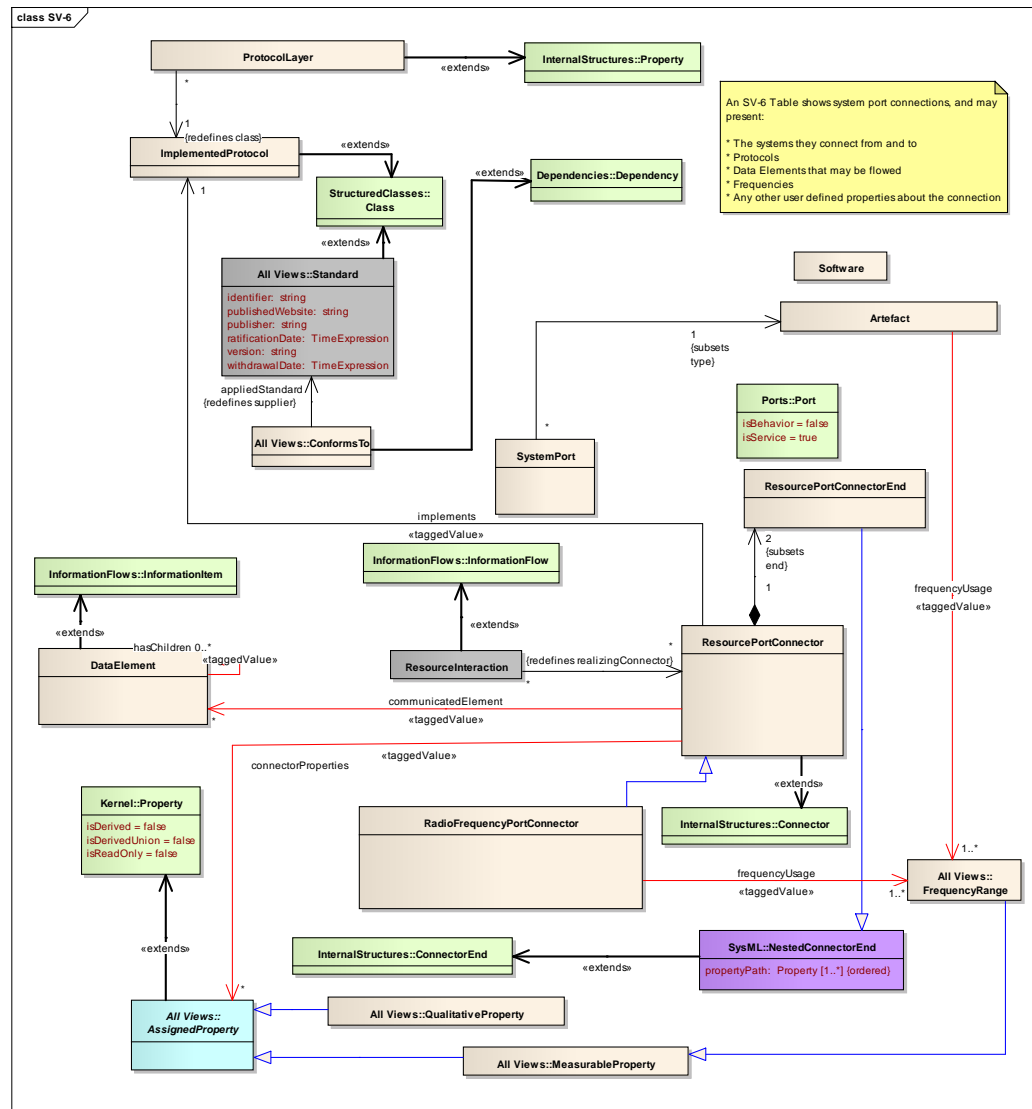 class SV-6
ProtocolLayer
«extends»
InternalStructures::Property
*
1
{redefines class}
ImplementedProtocol
1
«extends»
StructuredClasses::
Class
«extends»
Dependencies::Dependency
An SV-6 Table shows system port connections, and may
present:
* The systems they connect from and to
* Protocols
* Data Elements that may be flowed
* Frequencies
* Any other user defined properties about the connection
«extends»
All Views::Standard
identifier: string
publishedWebsite: string
publisher: string
ratificationDate: TimeExpression
version: string
withdrawalDate: TimeExpression
appliedStandard
{redefines supplier}
All Views::ConformsTo
Software
Artefact
1
{subsets
type}
*
SystemPort
Ports::Port
isBehavior = false
isService = true
ResourcePortConnectorEnd
2
{subsets
end}
1
implements
«taggedValue»
InformationFlows::InformationItem
InformationFlows::InformationFlow
frequencyUsage
«taggedValue»
«extends»
«extends»
hasChildren 0..*
«taggedValue»
DataElement
ResourceInteraction
{redefines realizingConnector}
*
*
ResourcePortConnector
communicatedElement
«taggedValue»
*
connectorProperties
«taggedValue»
«extends»
Kernel::Property
isDerived = false
isDerivedUnion = false
isReadOnly = false
RadioFrequencyPortConnector
InternalStructures::Connector
1..*
frequencyUsage
«taggedValue»
1..*
All Views::
FrequencyRange
«extends»
InternalStructures::ConnectorEnd
«extends»
SysML::NestedConnectorEnd
propertyPath: Property [1..*] {ordered}
*
All Views::
AssignedProperty
All Views::QualitativeProperty
All Views::MeasurableProperty